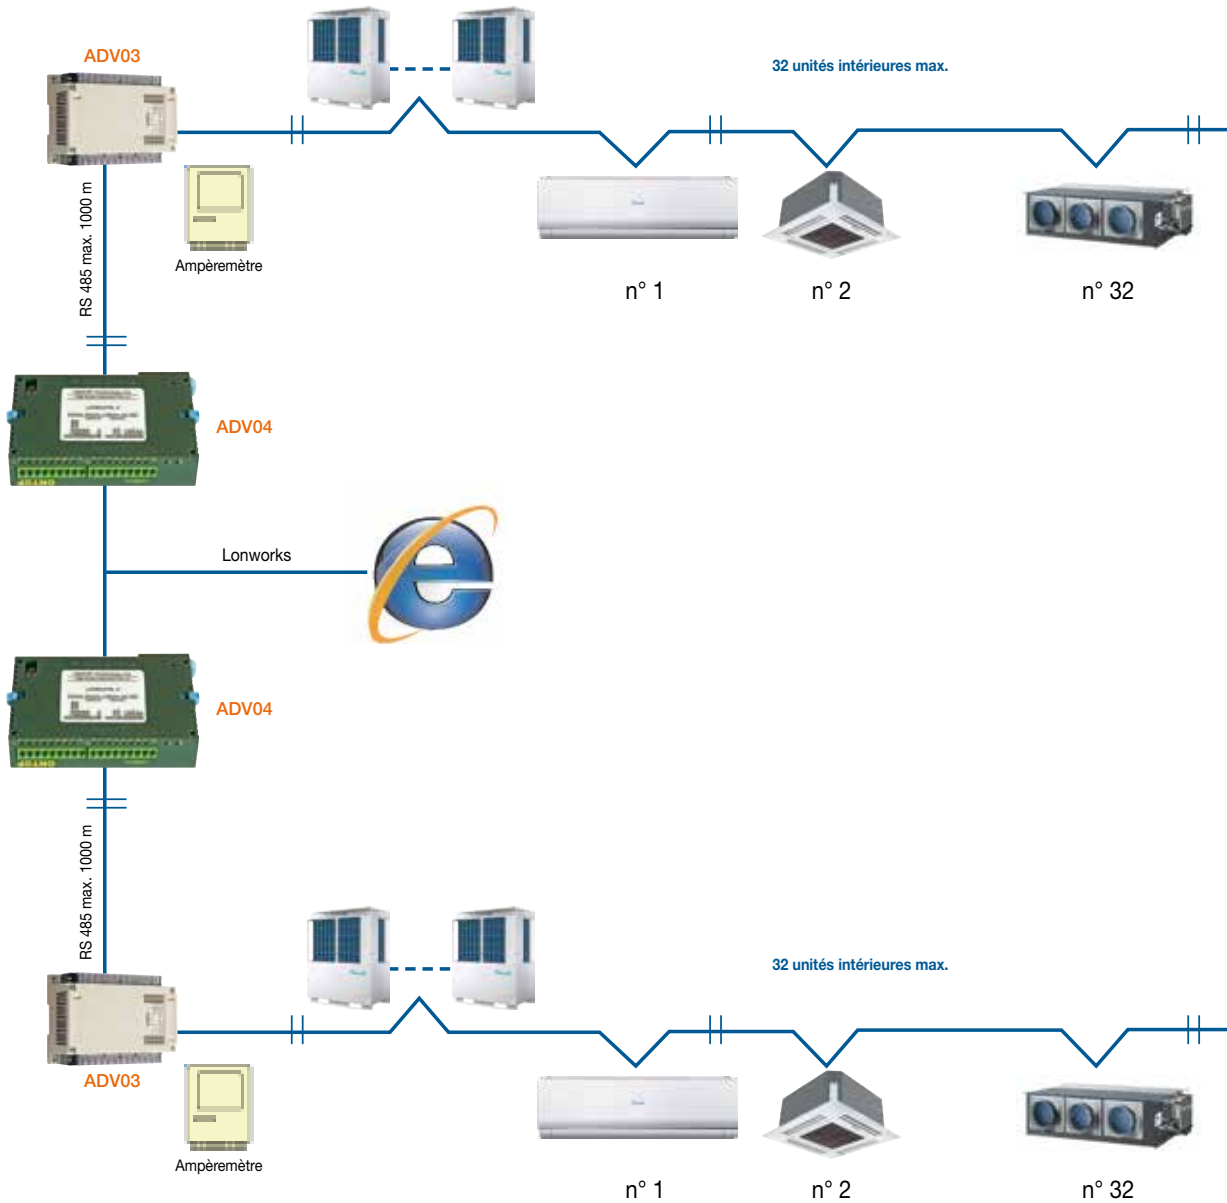 ADV03
32 unités intérieures max.
RS 485 max. 1000 m
Ampèremètre
n° 1
n° 2
n° 32
ADV04
Lonworks
ADV04
RS 485 max. 1000 m
32 unités intérieures max.
ADV03
Ampèremètre
n° 1
n° 2
n° 32